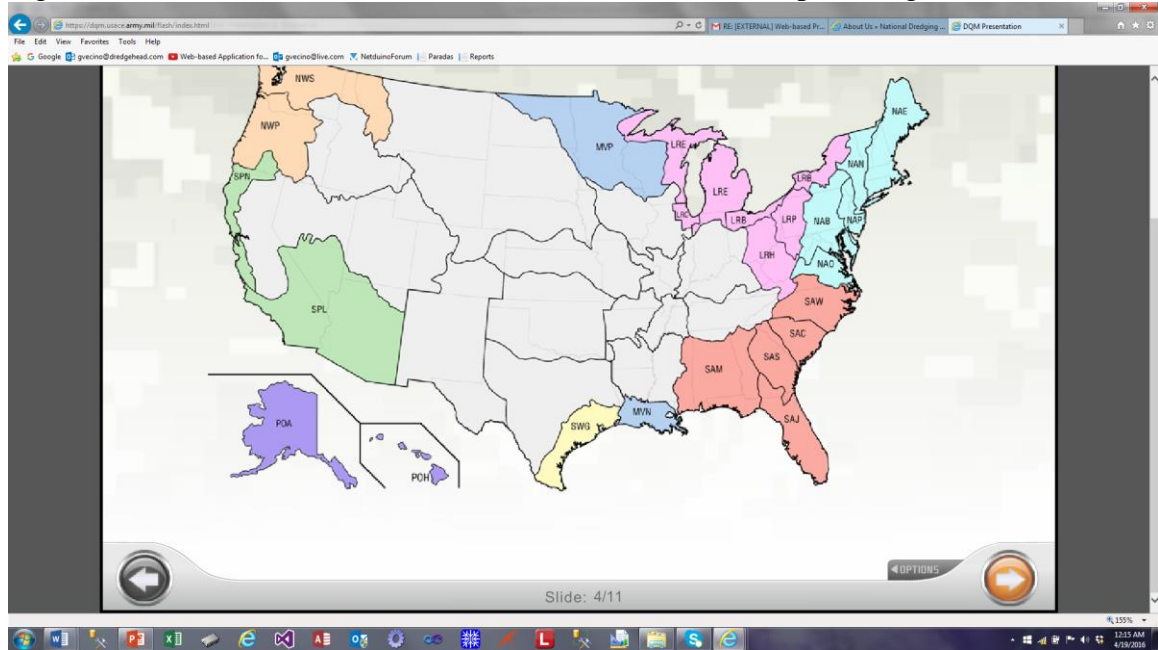 https://dqm.usace.army.mil/flash/index.html
RE: [EXTERNAL] Web-based Pr...
About Us » National Dredging ...
DQM Presentation
File Edit View Favorites Tools Help
Google
gvecino@dredgehead.com
Web-based Application fo...
gvecino@live.com
NetduinoForum
Paradas
Reports
NWS
NWP
SPN
SPL
MVP
LRE
LRE
LRC
LRB
LRB
LRP
LRH
NAE
NAN
NAB
NAP
NAO
SAW
SAC
SAS
SAM
SAJ
MVN
SWG
POA
POH
OPTIONS
Slide: 4/11
155%
12:15 AM
4/19/2016